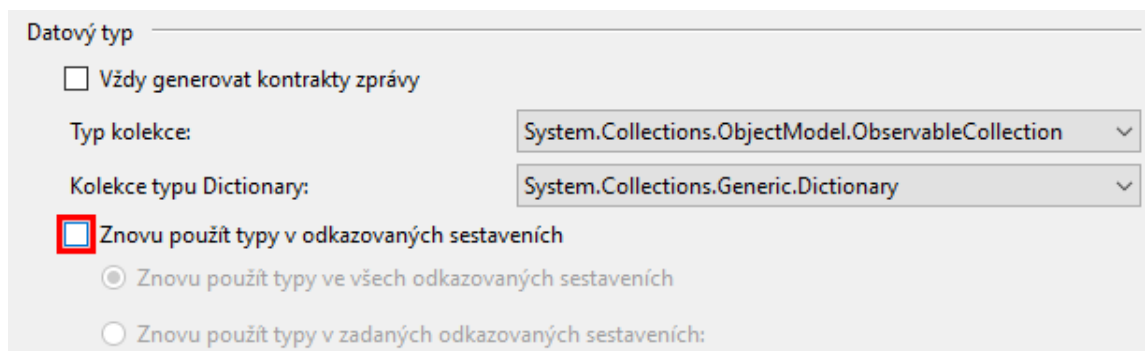 Datový typ
Vždy generovat kontrakty zprávy
Typ kolekce: System.Collections.ObjectModel.ObservableCollection
Kolekce typu Dictionary: System.Collections.Generic.Dictionary
Znovu použít typy v odkazovaných sestaveních
Znovu použít typy ve všech odkazovaných sestaveních
Znovu použít typy v zadaných odkazovaných sestaveních: